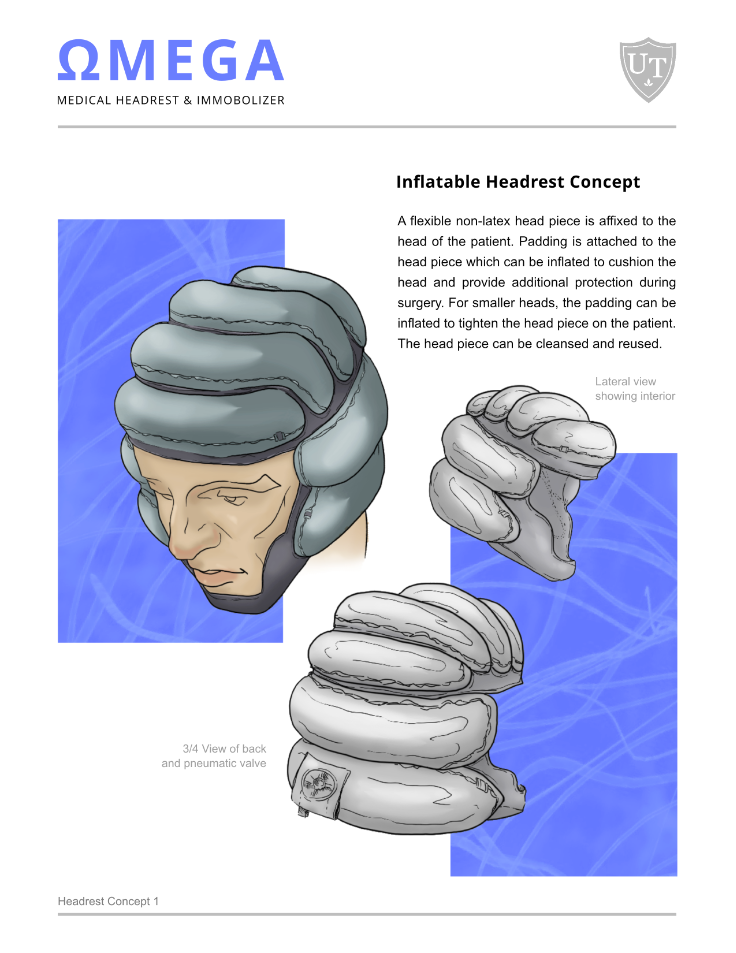 ΩMEGA
MEDICAL HEADREST & IMMOBOLIZER
UT
Inflatable Headrest Concept
A flexible non-latex head piece is affixed to the
head of the patient. Padding is attached to the
head piece which can be inflated to cushion the
head and provide additional protection during
surgery. For smaller heads, the padding can be
inflated to tighten the head piece on the patient.
The head piece can be cleansed and reused.
Lateral view
showing interior
3/4 View of back
and pneumatic valve
Headrest Concept 1